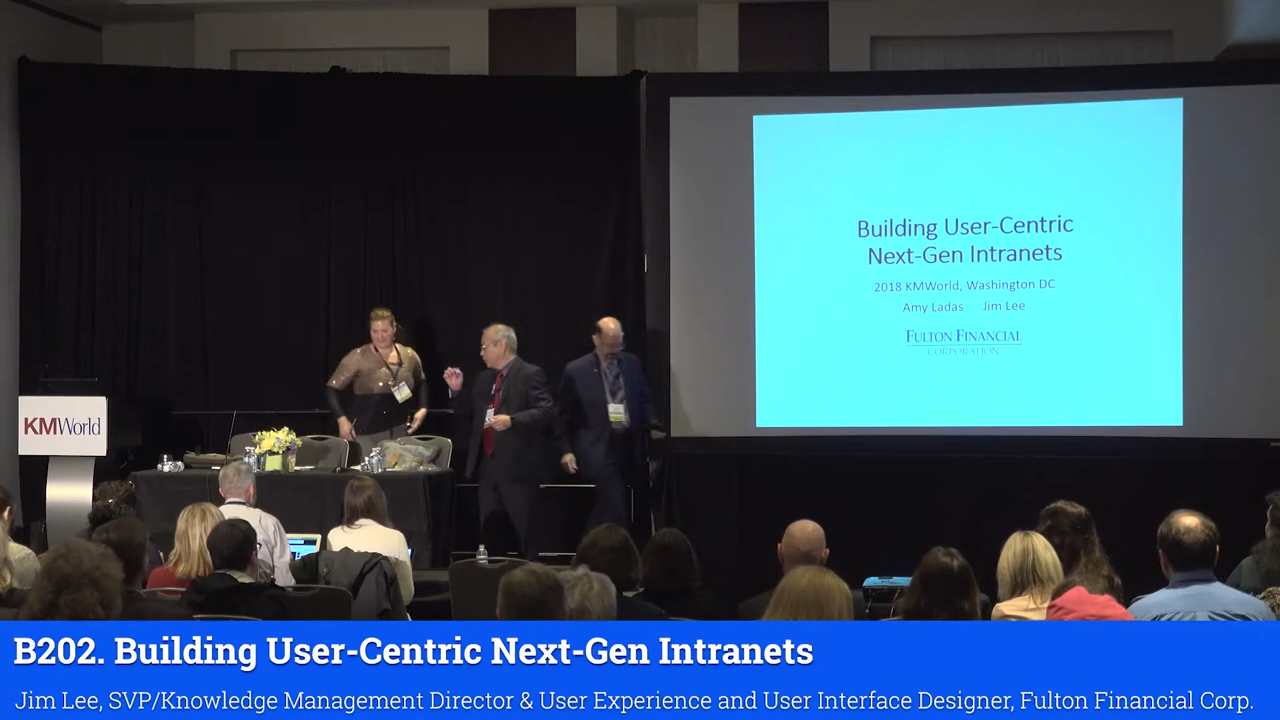 Building User-Centric
Next-Gen Intranets
2018 KMWorld, Washington DC
Amy Ladas Jim Lee
FULTON FINANCIAL
CORPORATION
KMWorld
B202. Building User-Centric Next-Gen Intranets
Jim Lee, SVP/Knowledge Management Director & User Experience and User Interface Designer, Fulton Financial Corp.